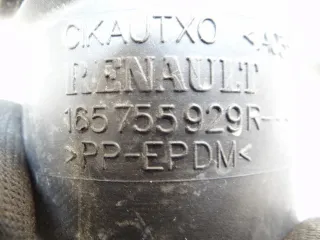 CIKAUTXO
RENAULT
165755929R--
>PP-EPDM<